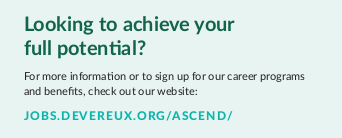 Looking to achieve your
full potential?
For more information or to sign up for our career programs
and benefits, check out our website:
JOBS.DEVEREUX.ORG/ASCEND/